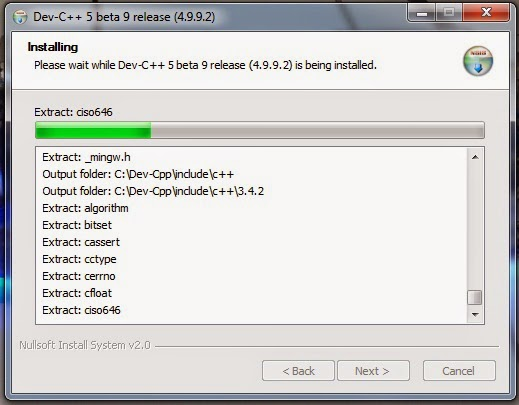 Dev-C++ 5 beta 9 release (4.9.9.2)
Installing
Please wait while Dev-C++ 5 beta 9 release (4.9.9.2) is being installed.
Extract: ciso646
Extract: _mingw.h
Output folder: C:\Dev-Cpp\include\c++
Output folder: C:\Dev-Cpp\include\c++\3.4.2
Extract: algorithm
Extract: bitset
Extract: cassert
Extract: cctype
Extract: cerrno
Extract: cfloat
Extract: ciso646
Nullsoft Install System v2.0
< Back Next > Cancel